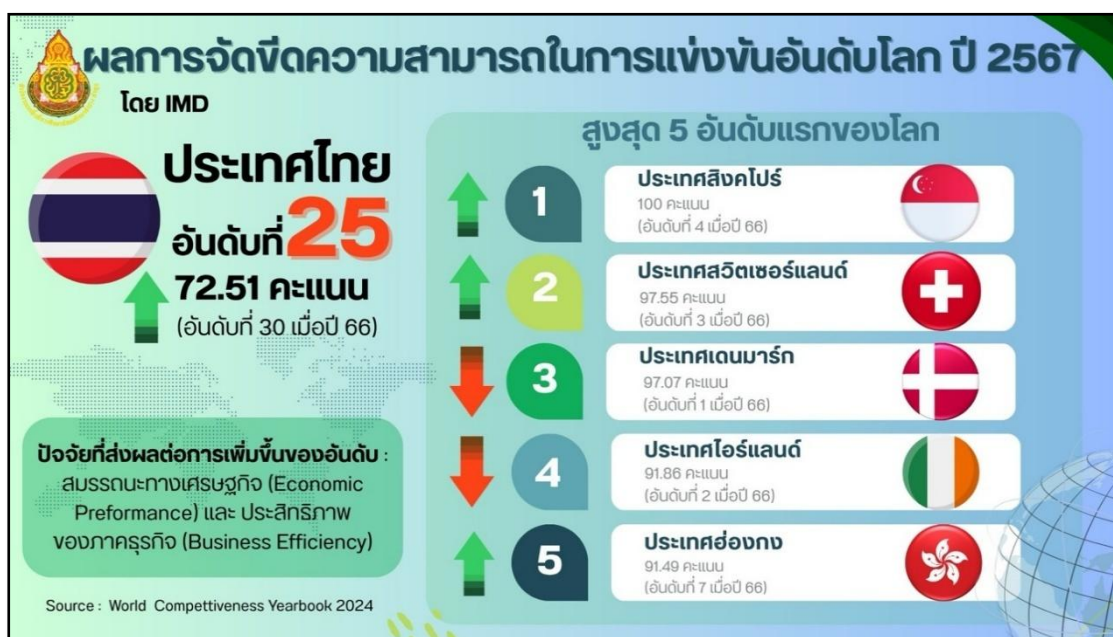 ผลการจัดขีดความสามารถในการแข่งขันอันดับโลก ปี 2567
โดย IMD
ประเทศไทย
อันดับที่ 25
72.51 คะแนน
(อันดับที่ 30 เมื่อปี 66)
ปัจจัยที่ส่งผลต่อการเพิ่มขึ้นของอันดับ :
สมรรถนะทางเศรษฐกิจ (Economic
Preformance) และ ประสิทธิภาพ
ของภาคธุรกิจ (Business Efficiency)
Source : World Compettiveness Yearbook 2024
สูงสุด 5 อันดับแรกของโลก
1
ประเทศสิงคโปร์
100 คะแนน
(อันดับที่ 4 เมื่อปี 66)
2
ประเทศสวิตเซอร์แลนด์
97.55 คะแนน
(อันดับที่ 3 เมื่อปี 66)
3
ประเทศเดนมาร์ก
97.07 คะแนน
(อันดับที่ 1 เมื่อปี 66)
4
ประเทศไอร์แลนด์
91.86 คะแนน
(อันดับที่ 2 เมื่อปี 66)
5
ประเทศฮ่องกง
91.49 คะแนน
(อันดับที่ 7 เมื่อปี 66)